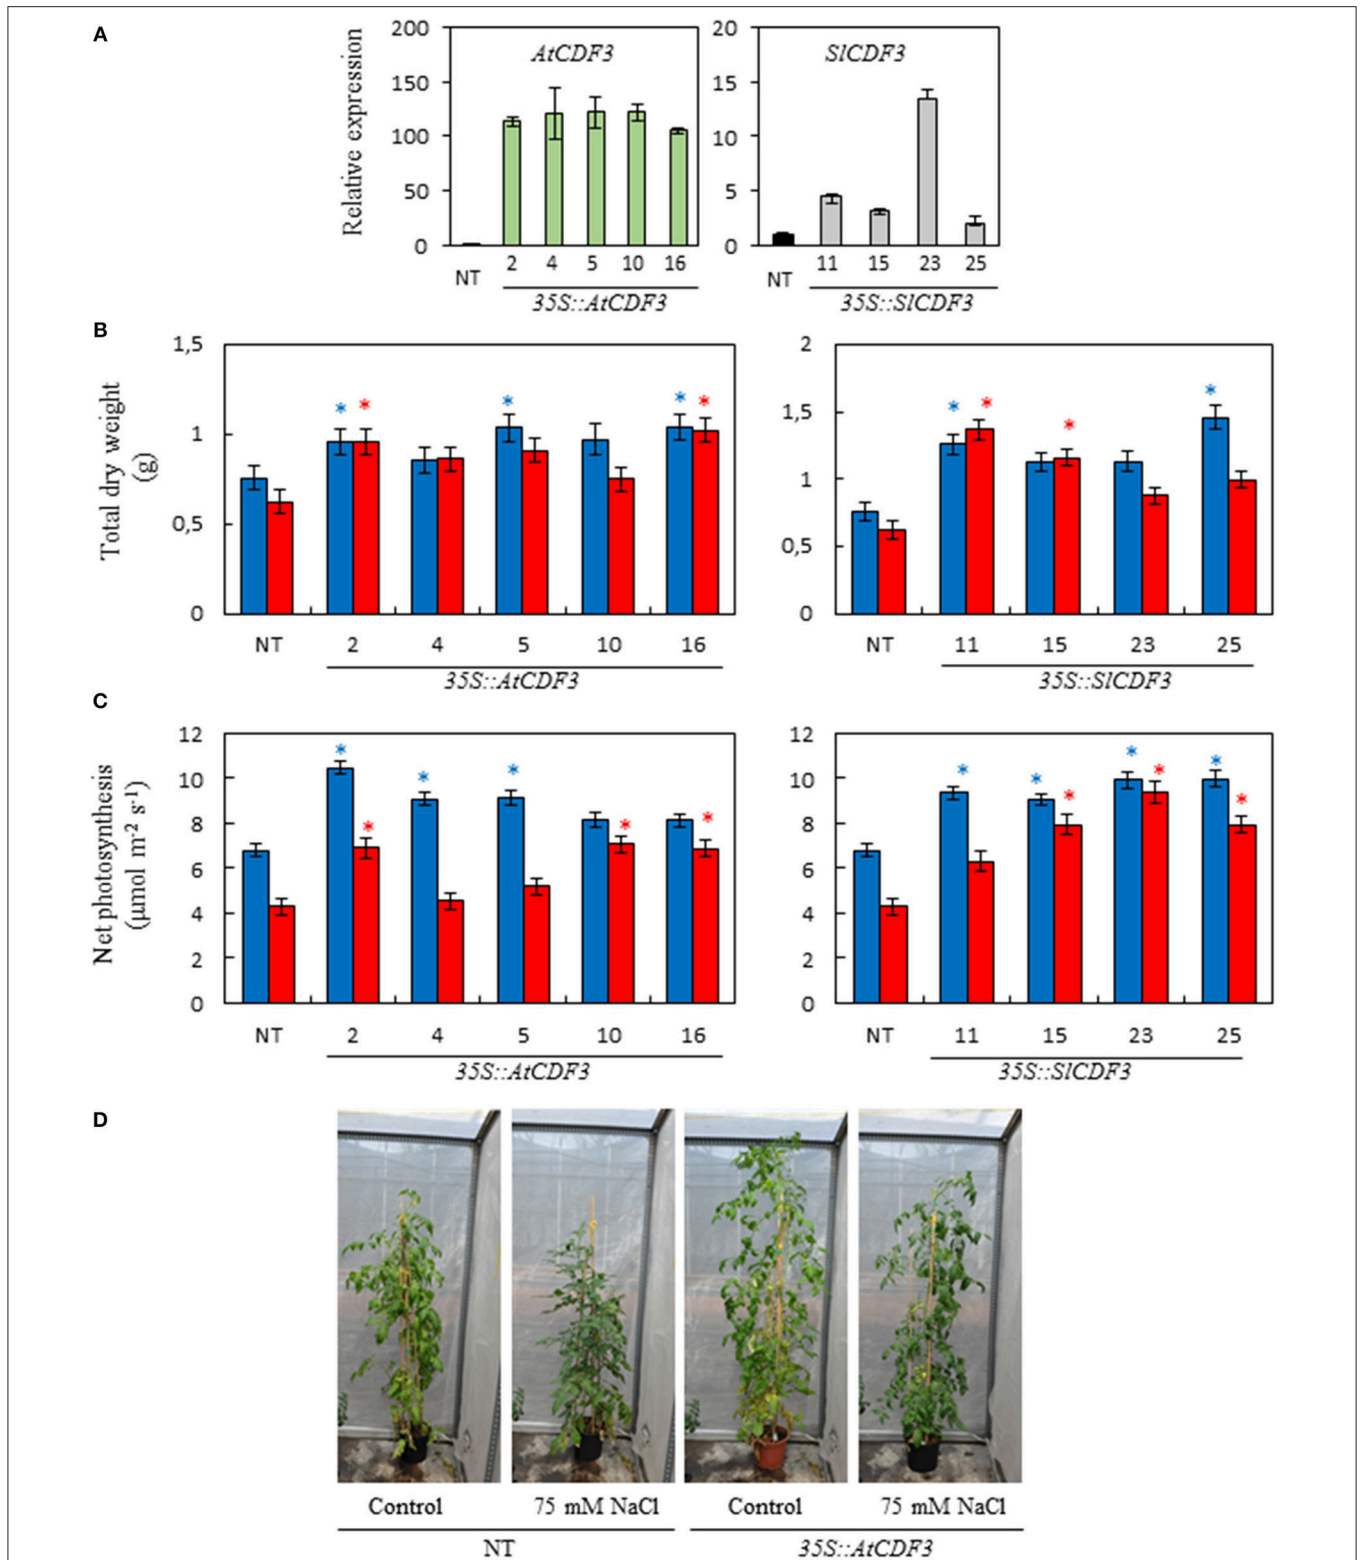 A
Relative expression
200
150
100
50
0
AtCDF3
NT
2 4 5 10 16
35S::AtCDF3
20
15
10
5
0
SlCDF3
NT
11 15 23 25
35S::SlCDF3
B
Total dry weight
(g)
1,5
1
0,5
0
* * * * *
NT 2 4 5 10 16
35S::AtCDF3
2
1,5
1
0,5
0
* * * *
NT 11 15 23 25
35S::SlCDF3
C
Net photosynthesis
(μmol m-2 s-1)
12
10
8
6
4
2
0
* * * * * *
NT 2 4 5 10 16
35S::AtCDF3
12
10
8
6
4
2
0
* * * * * * *
NT 11 15 23 25
35S::SlCDF3
D
Control 75 mM NaCl Control 75 mM NaCl
NT 35S::AtCDF3